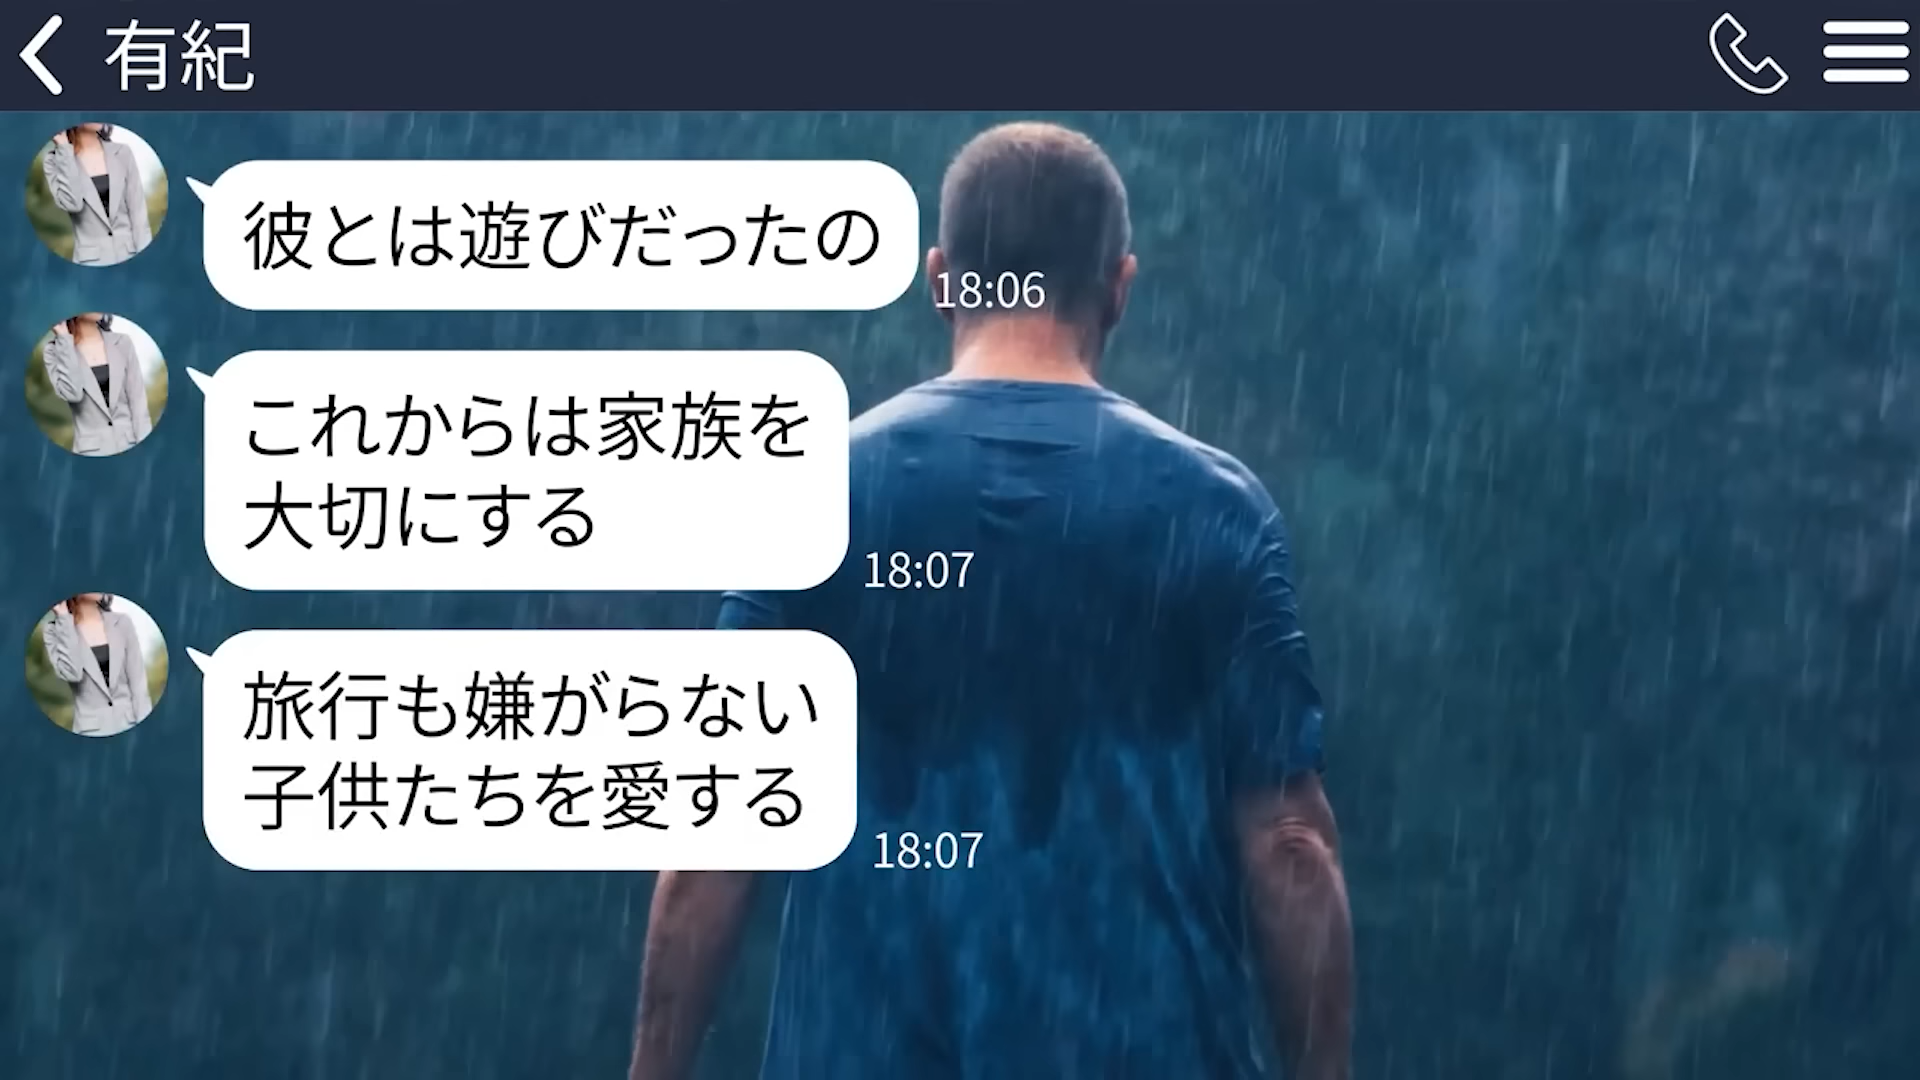 有紀
彼とは遊びだったの
18:06
これからは家族を
大切にする
18:07
旅行も嫌がらない
子供たちを愛する
18:07